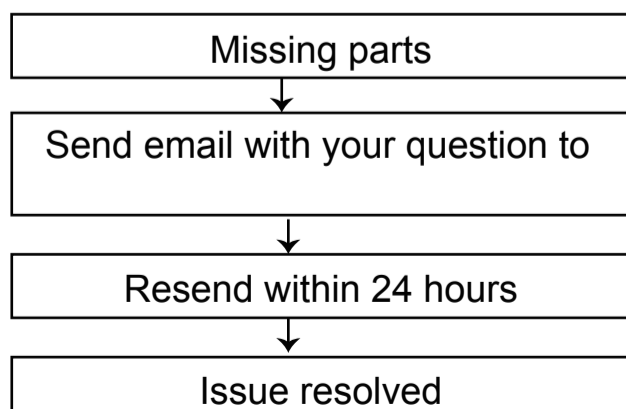 Missing parts
Send email with your question to
Resend within 24 hours
Issue resolved